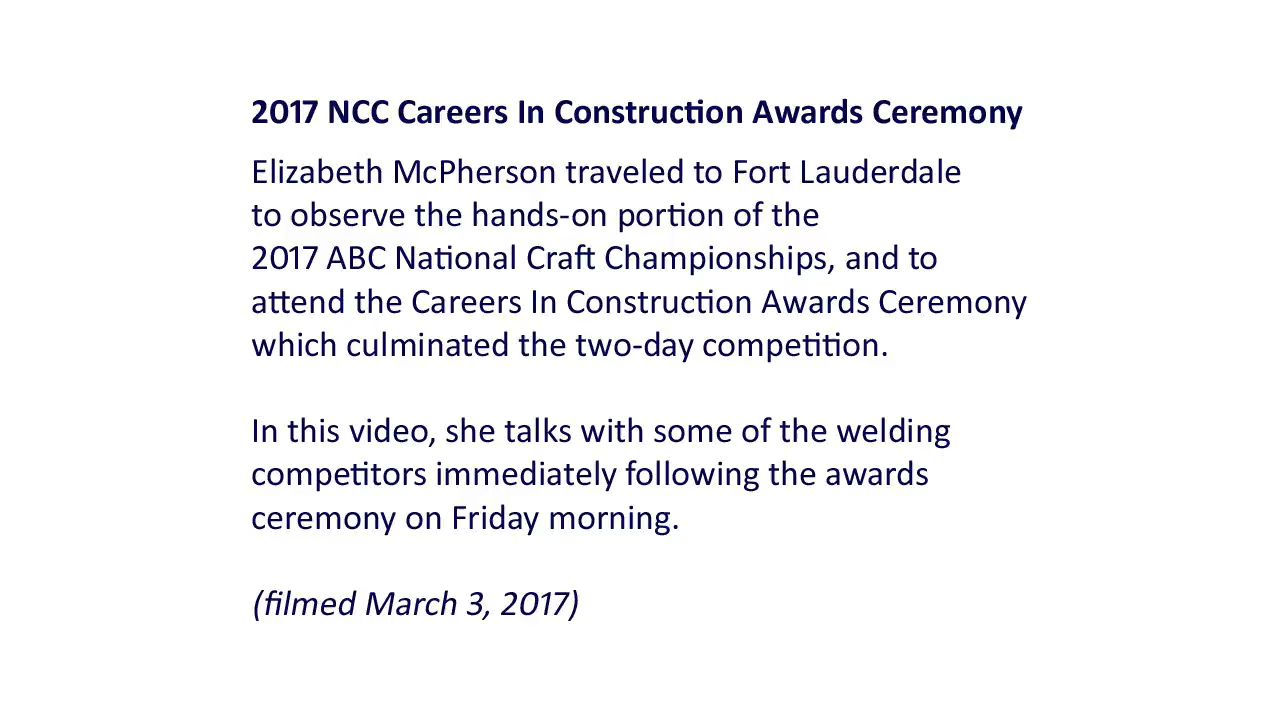 2017 NCC Careers In Construction Awards Ceremony
Elizabeth McPherson traveled to Fort Lauderdale
to observe the hands-on portion of the
2017 ABC National Craft Championships, and to
attend the Careers In Construction Awards Ceremony
which culminated the two-day competition.
In this video, she talks with some of the welding
competitors immediately following the awards
ceremony on Friday morning.
(filmed March 3, 2017)